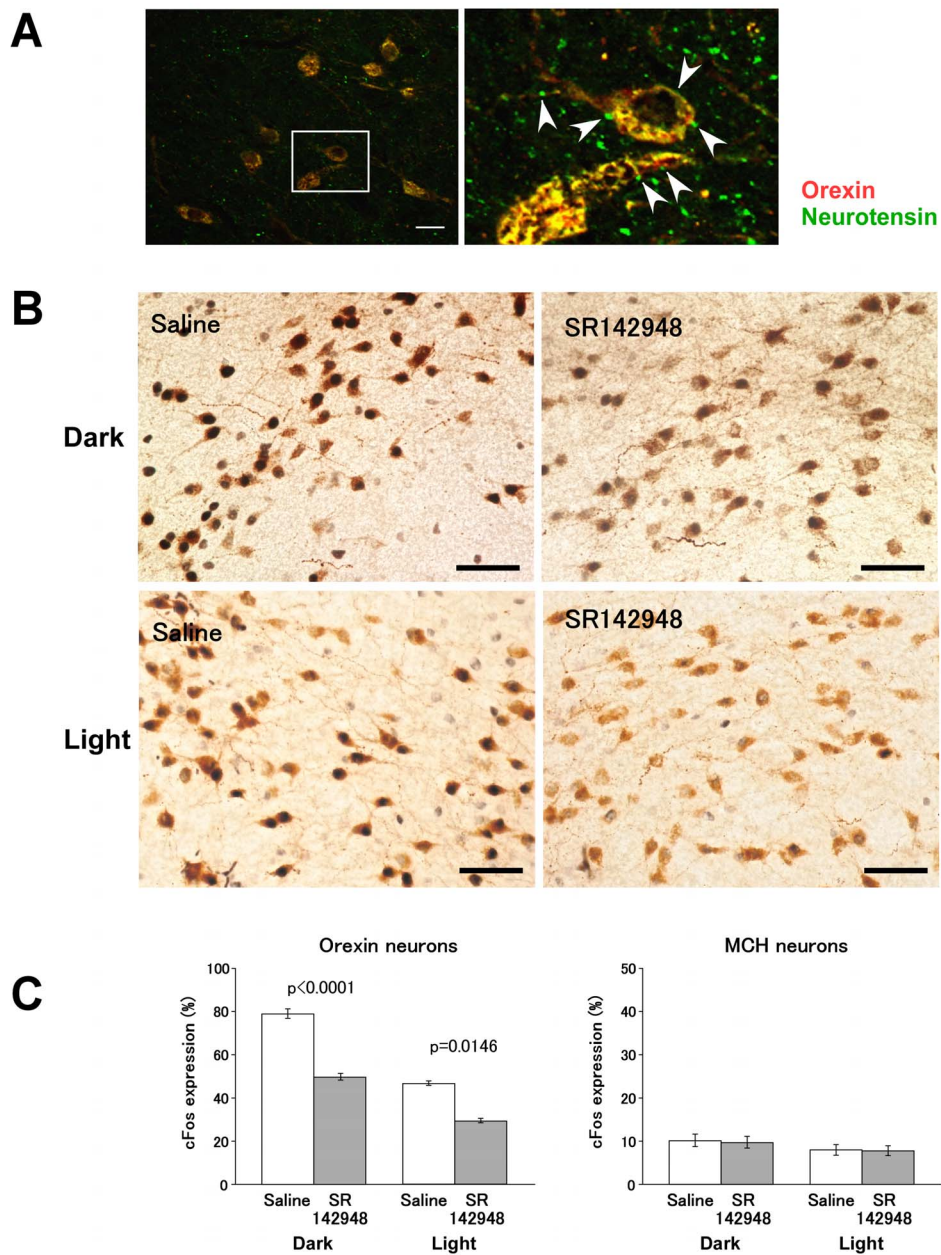 A
Orexin
Neurotensin
B
Saline
SR142948
Dark
Saline
SR142948
Light
C
Orexin neurons
MCH neurons
cFos expression (%)
100
80
60
40
20
0
p<0.0001
p=0.0146
Saline
SR
142948
Saline
SR
142948
Dark
Light
cFos expression (%)
50
40
30
20
10
0
Saline
SR
142948
Saline
SR
142948
Dark
Light